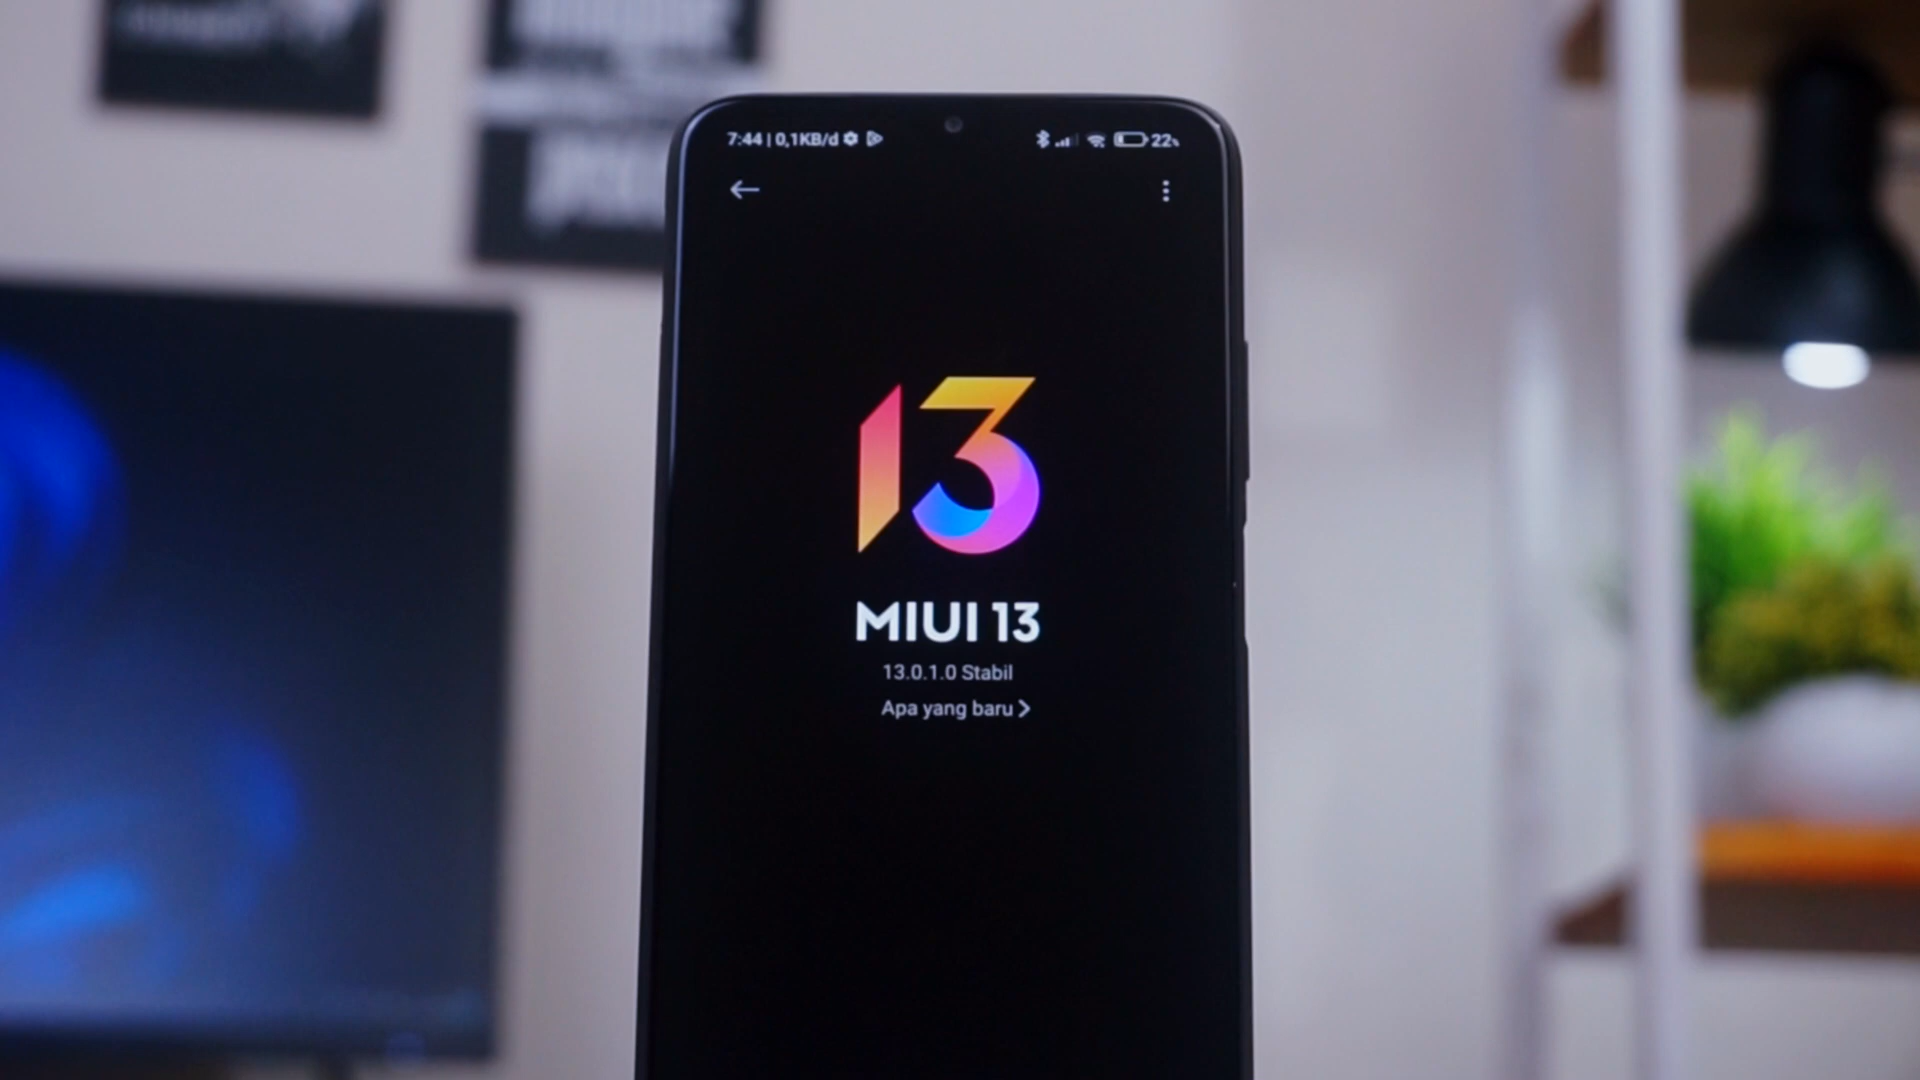 7:44 | 0,1KB/d
22%
13
MIUI 13
13.0.1.0 Stabil
Apa yang baru >